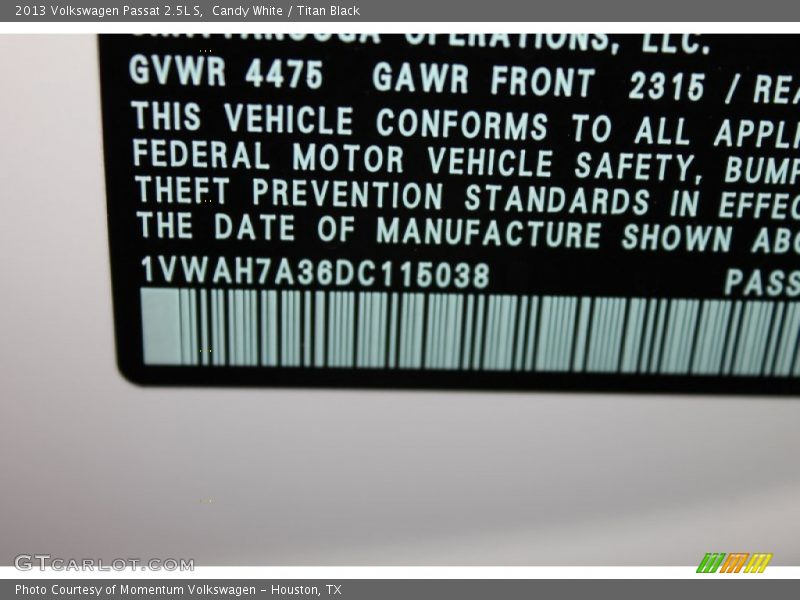 2013 Volkswagen Passat 2.5L S, Candy White / Titan Black
OPERATIONS, LLC.
GVWR 4475 GAWR FRONT 2315 /
THIS VEHICLE CONFORMS TO ALL
FEDERAL MOTOR VEHICLE SAFETY,
THEFT PREVENTION STANDARDS IN
THE DATE OF MANUFACTURE SHOWN
1VWAH7A36DC115038 PASS
GTCARLOT.COM
Photo Courtesy of Momentum Volkswagen - Houston, TX